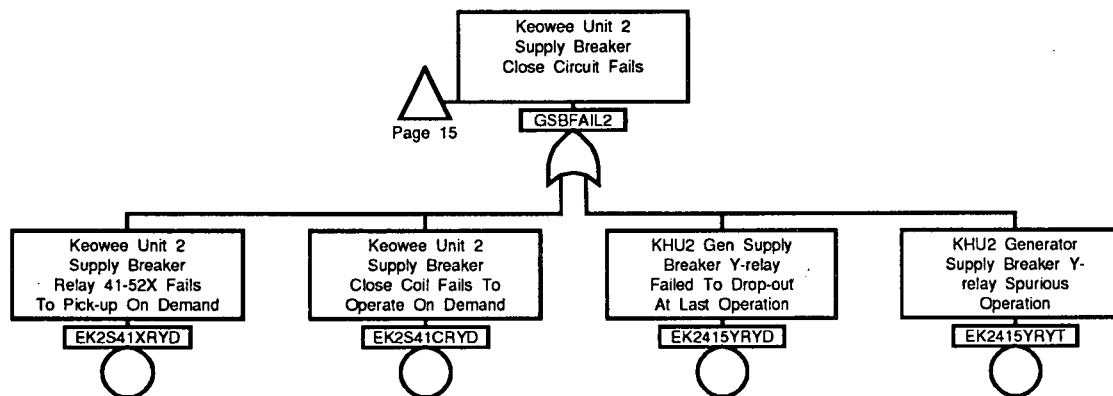 Keowee Unit 2
Supply Breaker
Close Circuit Fails
Page 15
GSBFAIL2
Keowee Unit 2
Supply Breaker
Relay 41-52X Fails
To Pick-up On Demand
EK2S41XRYD
Keowee Unit 2
Supply Breaker
Close Coil Fails To
Operate On Demand
EK2S41CRYD
KHU2 Gen Supply
Breaker Y-relay
Failed To Drop-out
At Last Operation
EK2415YRYD
KHU2 Generator
Supply Breaker Y-
relay Spurious
Operation
EK2415YRYT